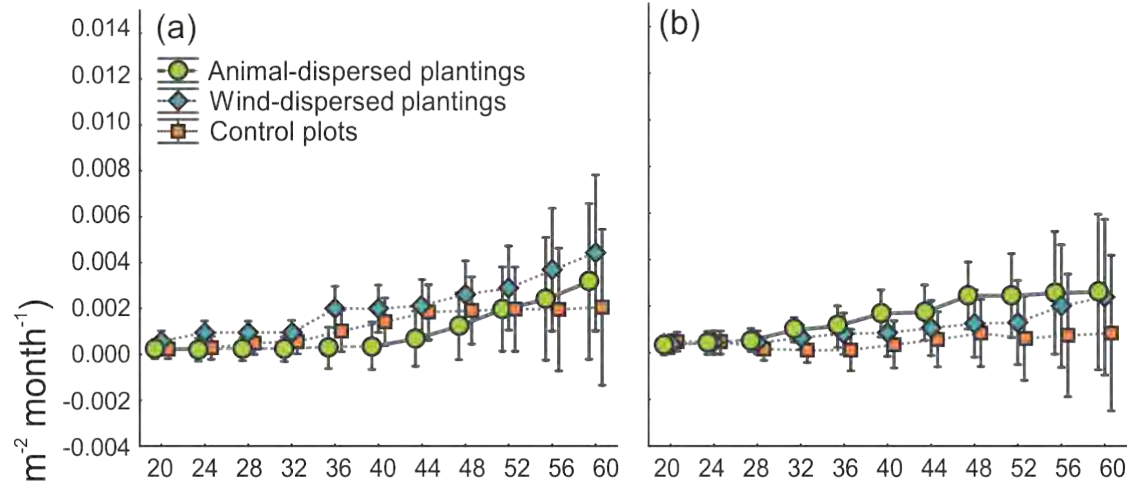 (a)
(b)
0.014
0.012
0.010
0.008
0.006
0.004
0.002
0.000
-0.002
-0.004
Animal-dispersed plantings
Wind-dispersed plantings
Control plots
m⁻² month⁻¹)
20 24 28 32 36 40 44 48 52 56 60
20 24 28 32 36 40 44 48 52 56 60